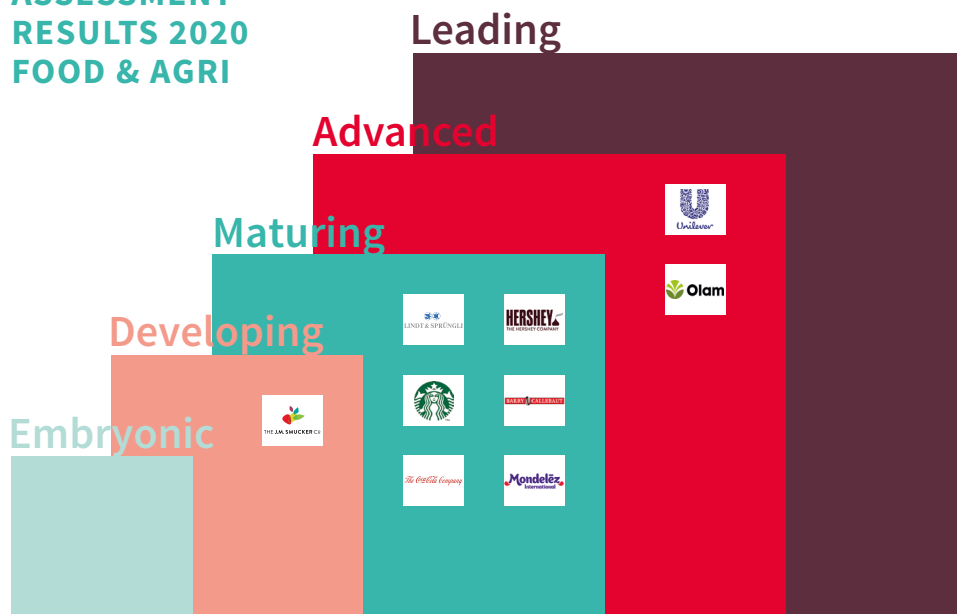 ASSESSMENT
RESULTS 2020
FOOD & AGRI
Leading
Advanced
Unilever
Maturing
Olam
LINDT & SPRÜNGLI
HERSHEY
THE HERSHEY COMPANY
Developing
BARRY CALLEBAUT
THE J.M. SMUCKER Co
Embryonic
The Coca-Cola Company
Mondelēz
International